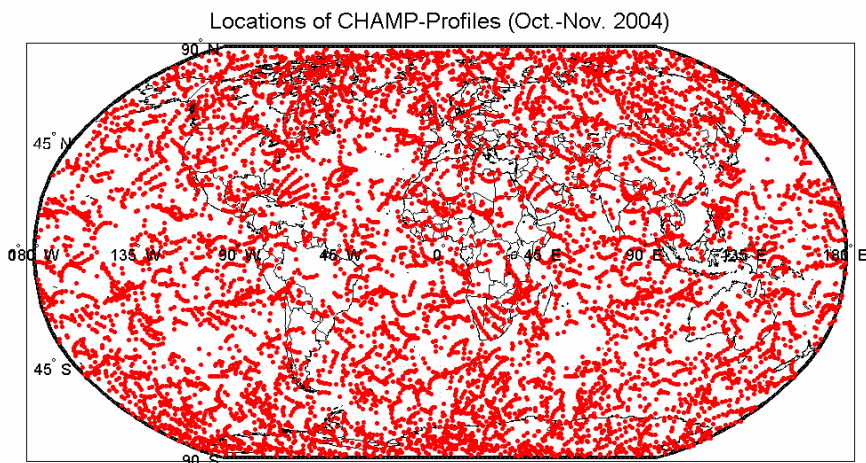 Locations of CHAMP-Profiles (Oct.-Nov. 2004)
90° N
45° N
180° W 135° W 90° W 45° W 0° 45° E 90° E 135° E 180° E
45° S
90° S